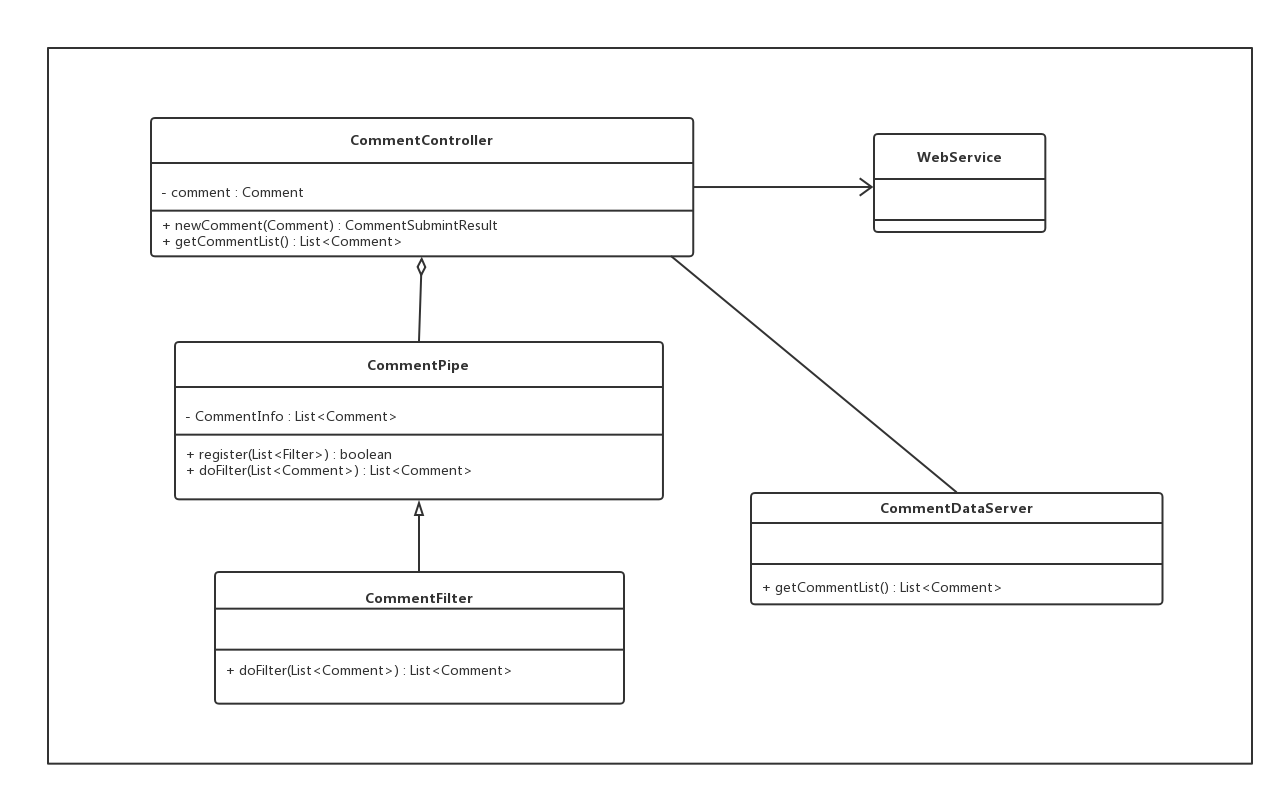 CommentController
- comment : Comment
+ newComment(Comment) : CommentSubmintResult
+ getCommentList() : List<Comment>
WebService
CommentPipe
- CommentInfo : List<Comment>
+ register(List<Filter>) : boolean
+ doFilter(List<Comment>) : List<Comment>
CommentDataServer
+ getCommentList() : List<Comment>
CommentFilter
+ doFilter(List<Comment>) : List<Comment>